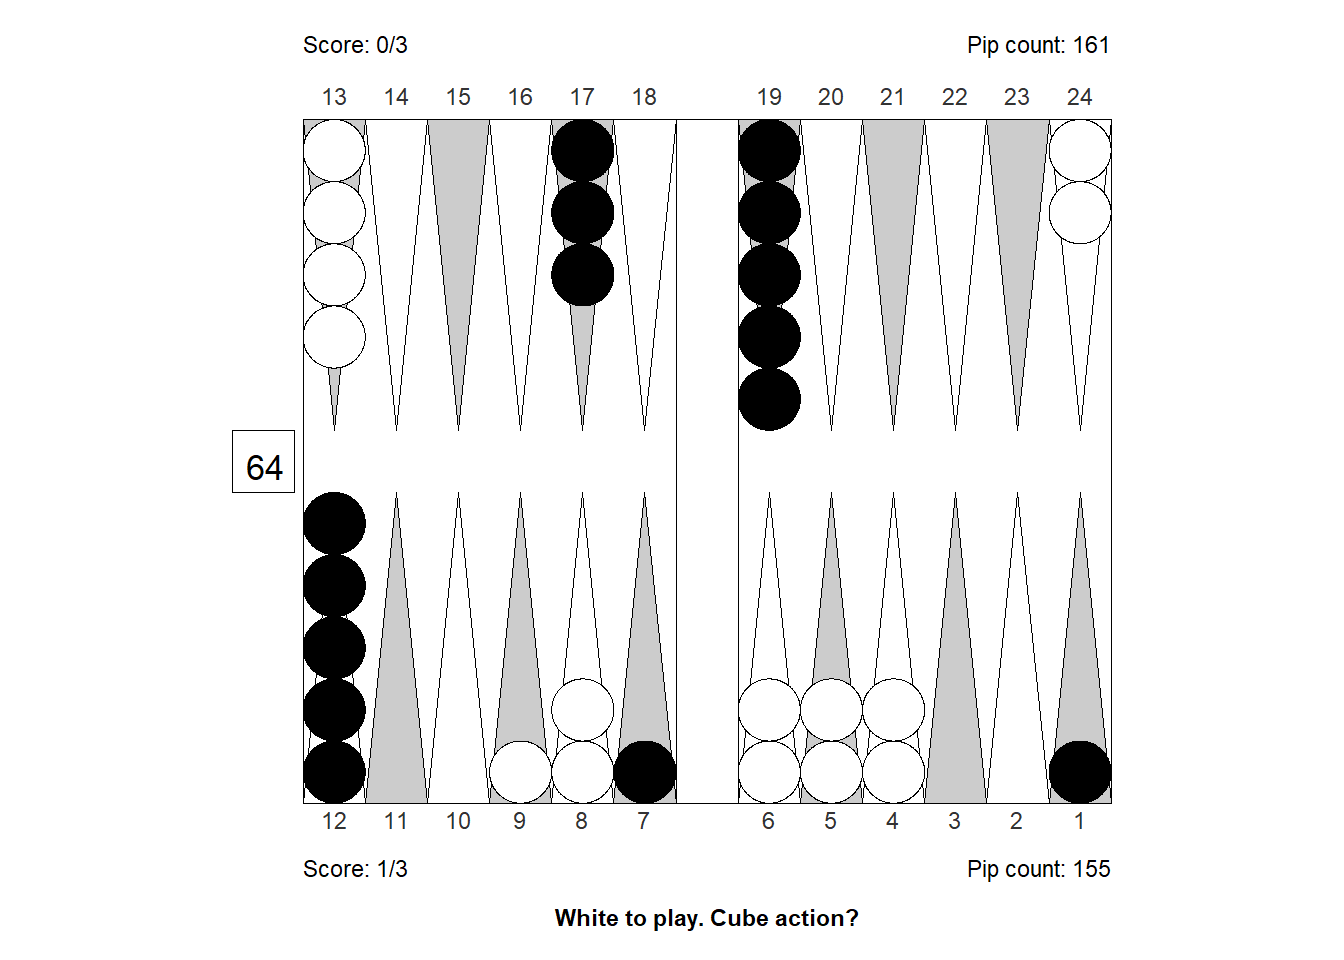 Score: 0/3 Pip count: 161
13 14 15 16 17 18 19 20 21 22 23 24
64
12 11 10 9 8 7 6 5 4 3 2 1
Score: 1/3 Pip count: 155
White to play. Cube action?